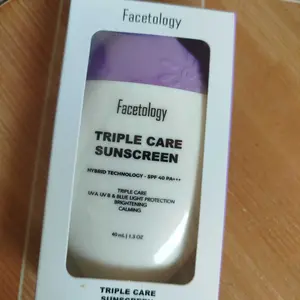 Facetology
Facetology
TRIPLE CARE
SUNSCREEN
HYBRID TECHNOLOGY - SPF 40 PA+++
TRIPLE CARE
UVA UV B & BLUE LIGHT PROTECTION
BRIGHTENING
CALMING
40 mL | 1.3 OZ
TRIPLE CARE
SUNSCREEN